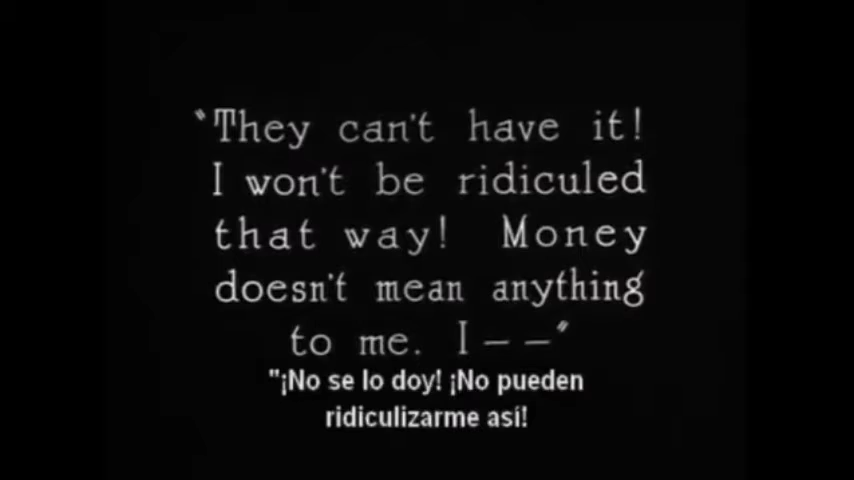 "They can't have it!
I won't be ridiculed
that way! Money
doesn't mean anything
to me. I--"
"¡No se lo doy! ¡No pueden
ridiculizarme así!